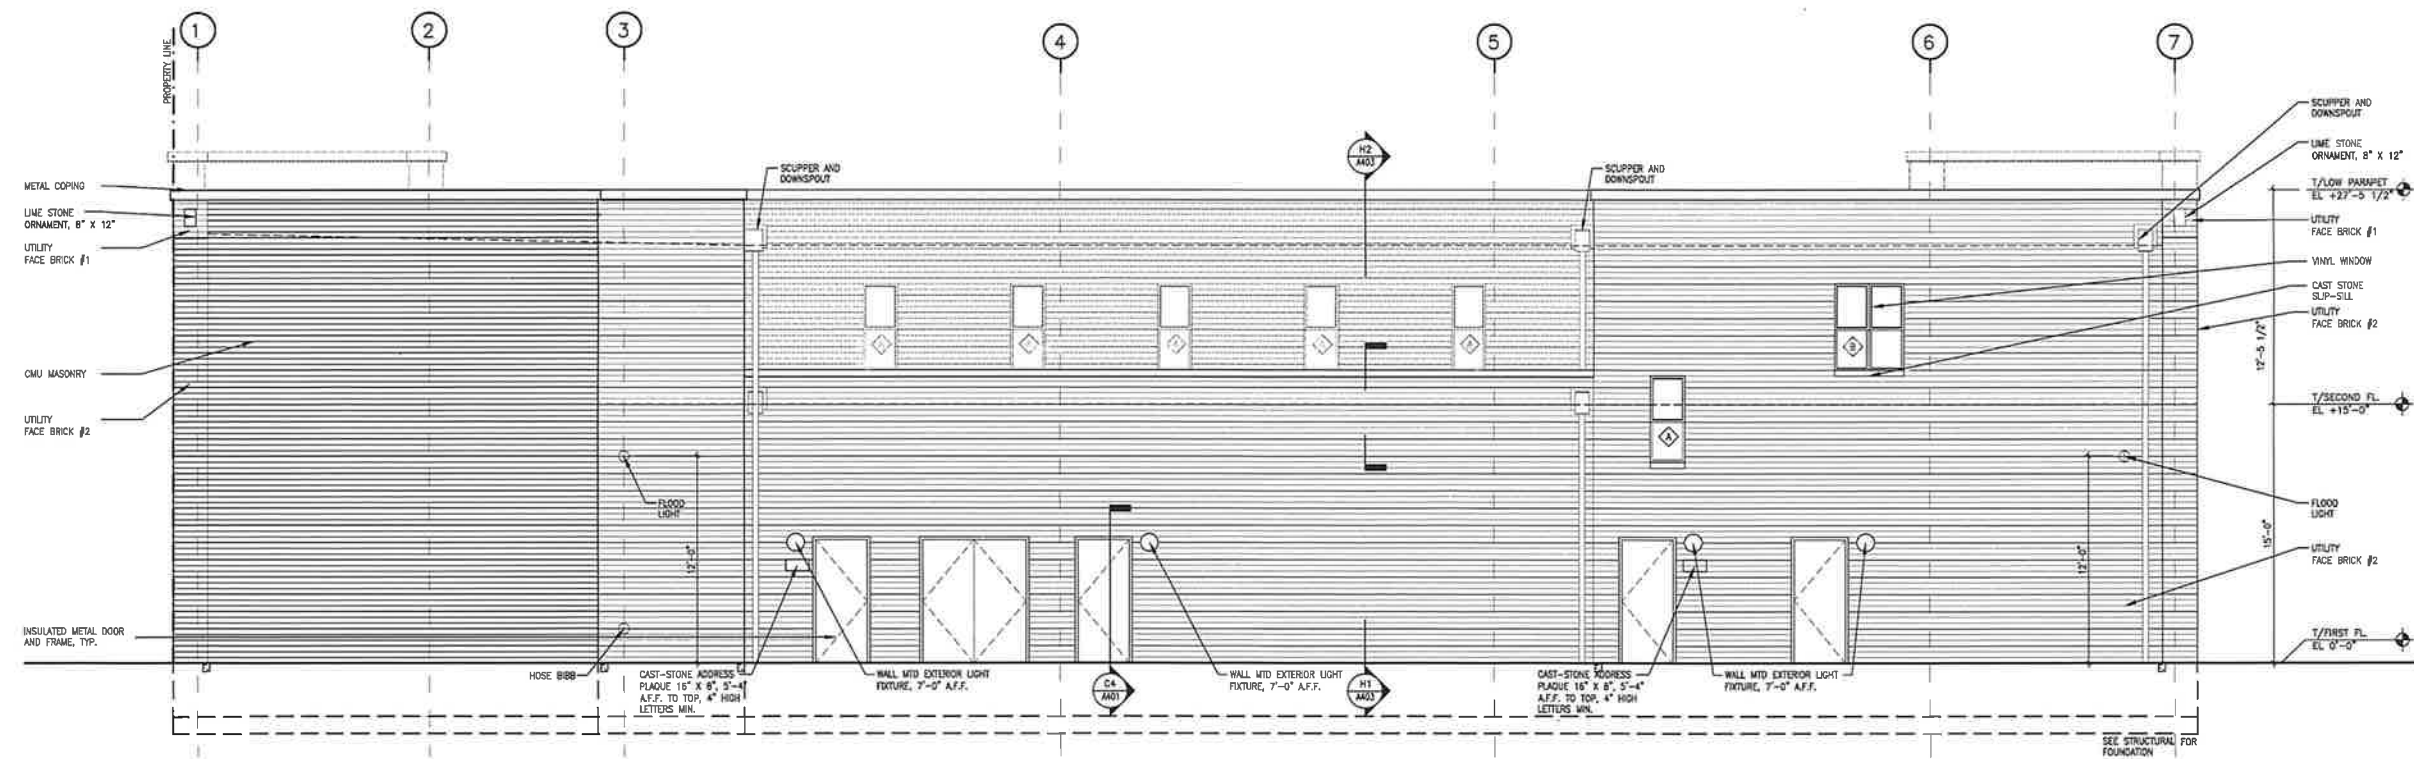 1
2
3
4
5
6
7
PROPERTY LINE
METAL COPING
LIME STONE
ORNAMENT, 8" X 12"
UTILITY
FACE BRICK #1
CMU MASONRY
UTILITY
FACE BRICK #2
INSULATED METAL DOOR
AND FRAME, TYP.
SCUPPER AND
DOWNSPOUT
H2
A403
SCUPPER AND
DOWNSPOUT
A
A
B
FLOOD
LIGHT
12'-0"
HOSE BIBB
CAST-STONE ADDRESS
PLAQUE 16" X 8", 5'-4"
A.F.F. TO TOP, 4" HIGH
LETTERS MIN.
WALL MTD EXTERIOR LIGHT
FIXTURE, 7'-0" A.F.F.
C4
A401
WALL MTD EXTERIOR LIGHT
FIXTURE, 7'-0" A.F.F.
H1
A403
CAST-STONE ADDRESS
PLAQUE 16" X 8", 5'-4"
A.F.F. TO TOP, 4" HIGH
LETTERS MIN.
WALL MTD EXTERIOR LIGHT
FIXTURE, 7'-0" A.F.F.
12'-0"
SCUPPER AND
DOWNSPOUT
LIME STONE
ORNAMENT, 8" X 12"
T/LOW PARAPET
EL +27'-5 1/2"
UTILITY
FACE BRICK #1
VINYL WINDOW
CAST STONE
SLIP-SILL
UTILITY
FACE BRICK #2
12'-5 1/2"
T/SECOND FL.
EL +15'-0"
FLOOD
LIGHT
15'-0"
UTILITY
FACE BRICK #2
T/FIRST FL.
EL 0'-0"
SEE STRUCTURAL FOR
FOUNDATION